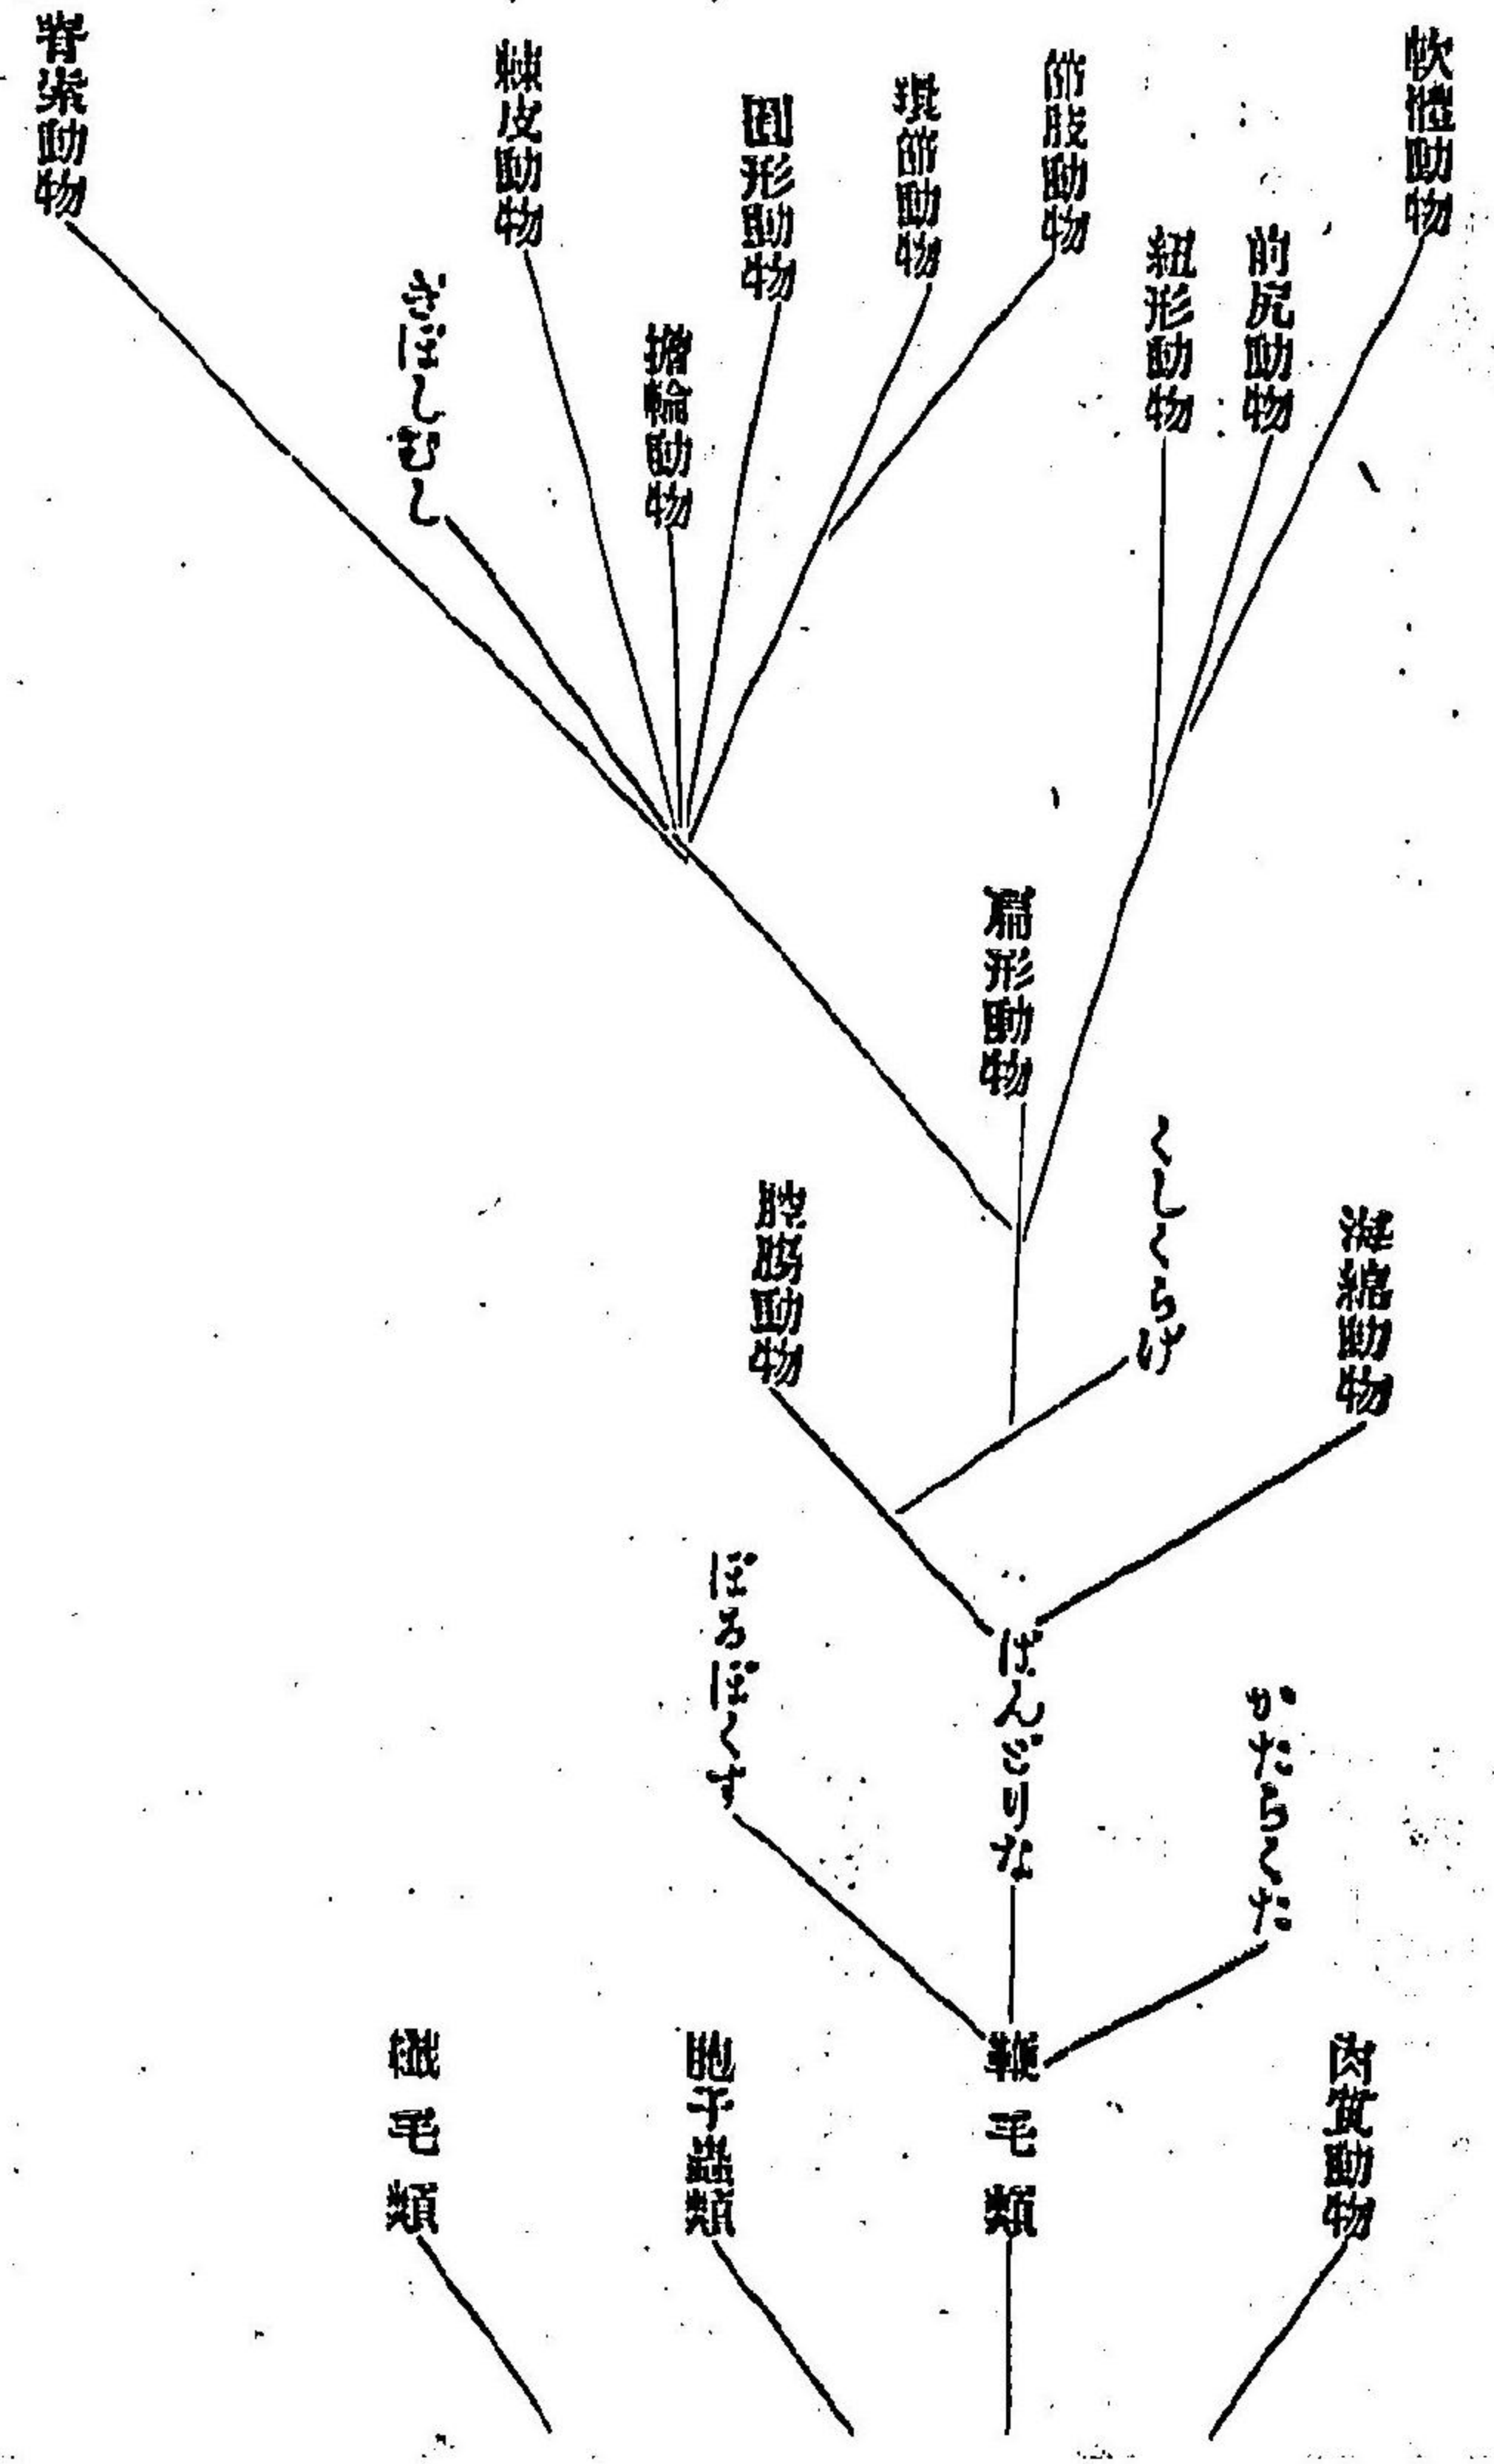 軟體動物
前尻動物
紐形動物
節肢動物
環節動物
圓形動物
擔輪動物
棘皮動物
ぎぼしむし
脊索動物
扁形動物
海綿動物
くしくらげ
腔腸動物
かたらくだ
ぱんどりな
ぼるぼくす
肉質動物
鞭毛類
胞子蟲類
纖毛類